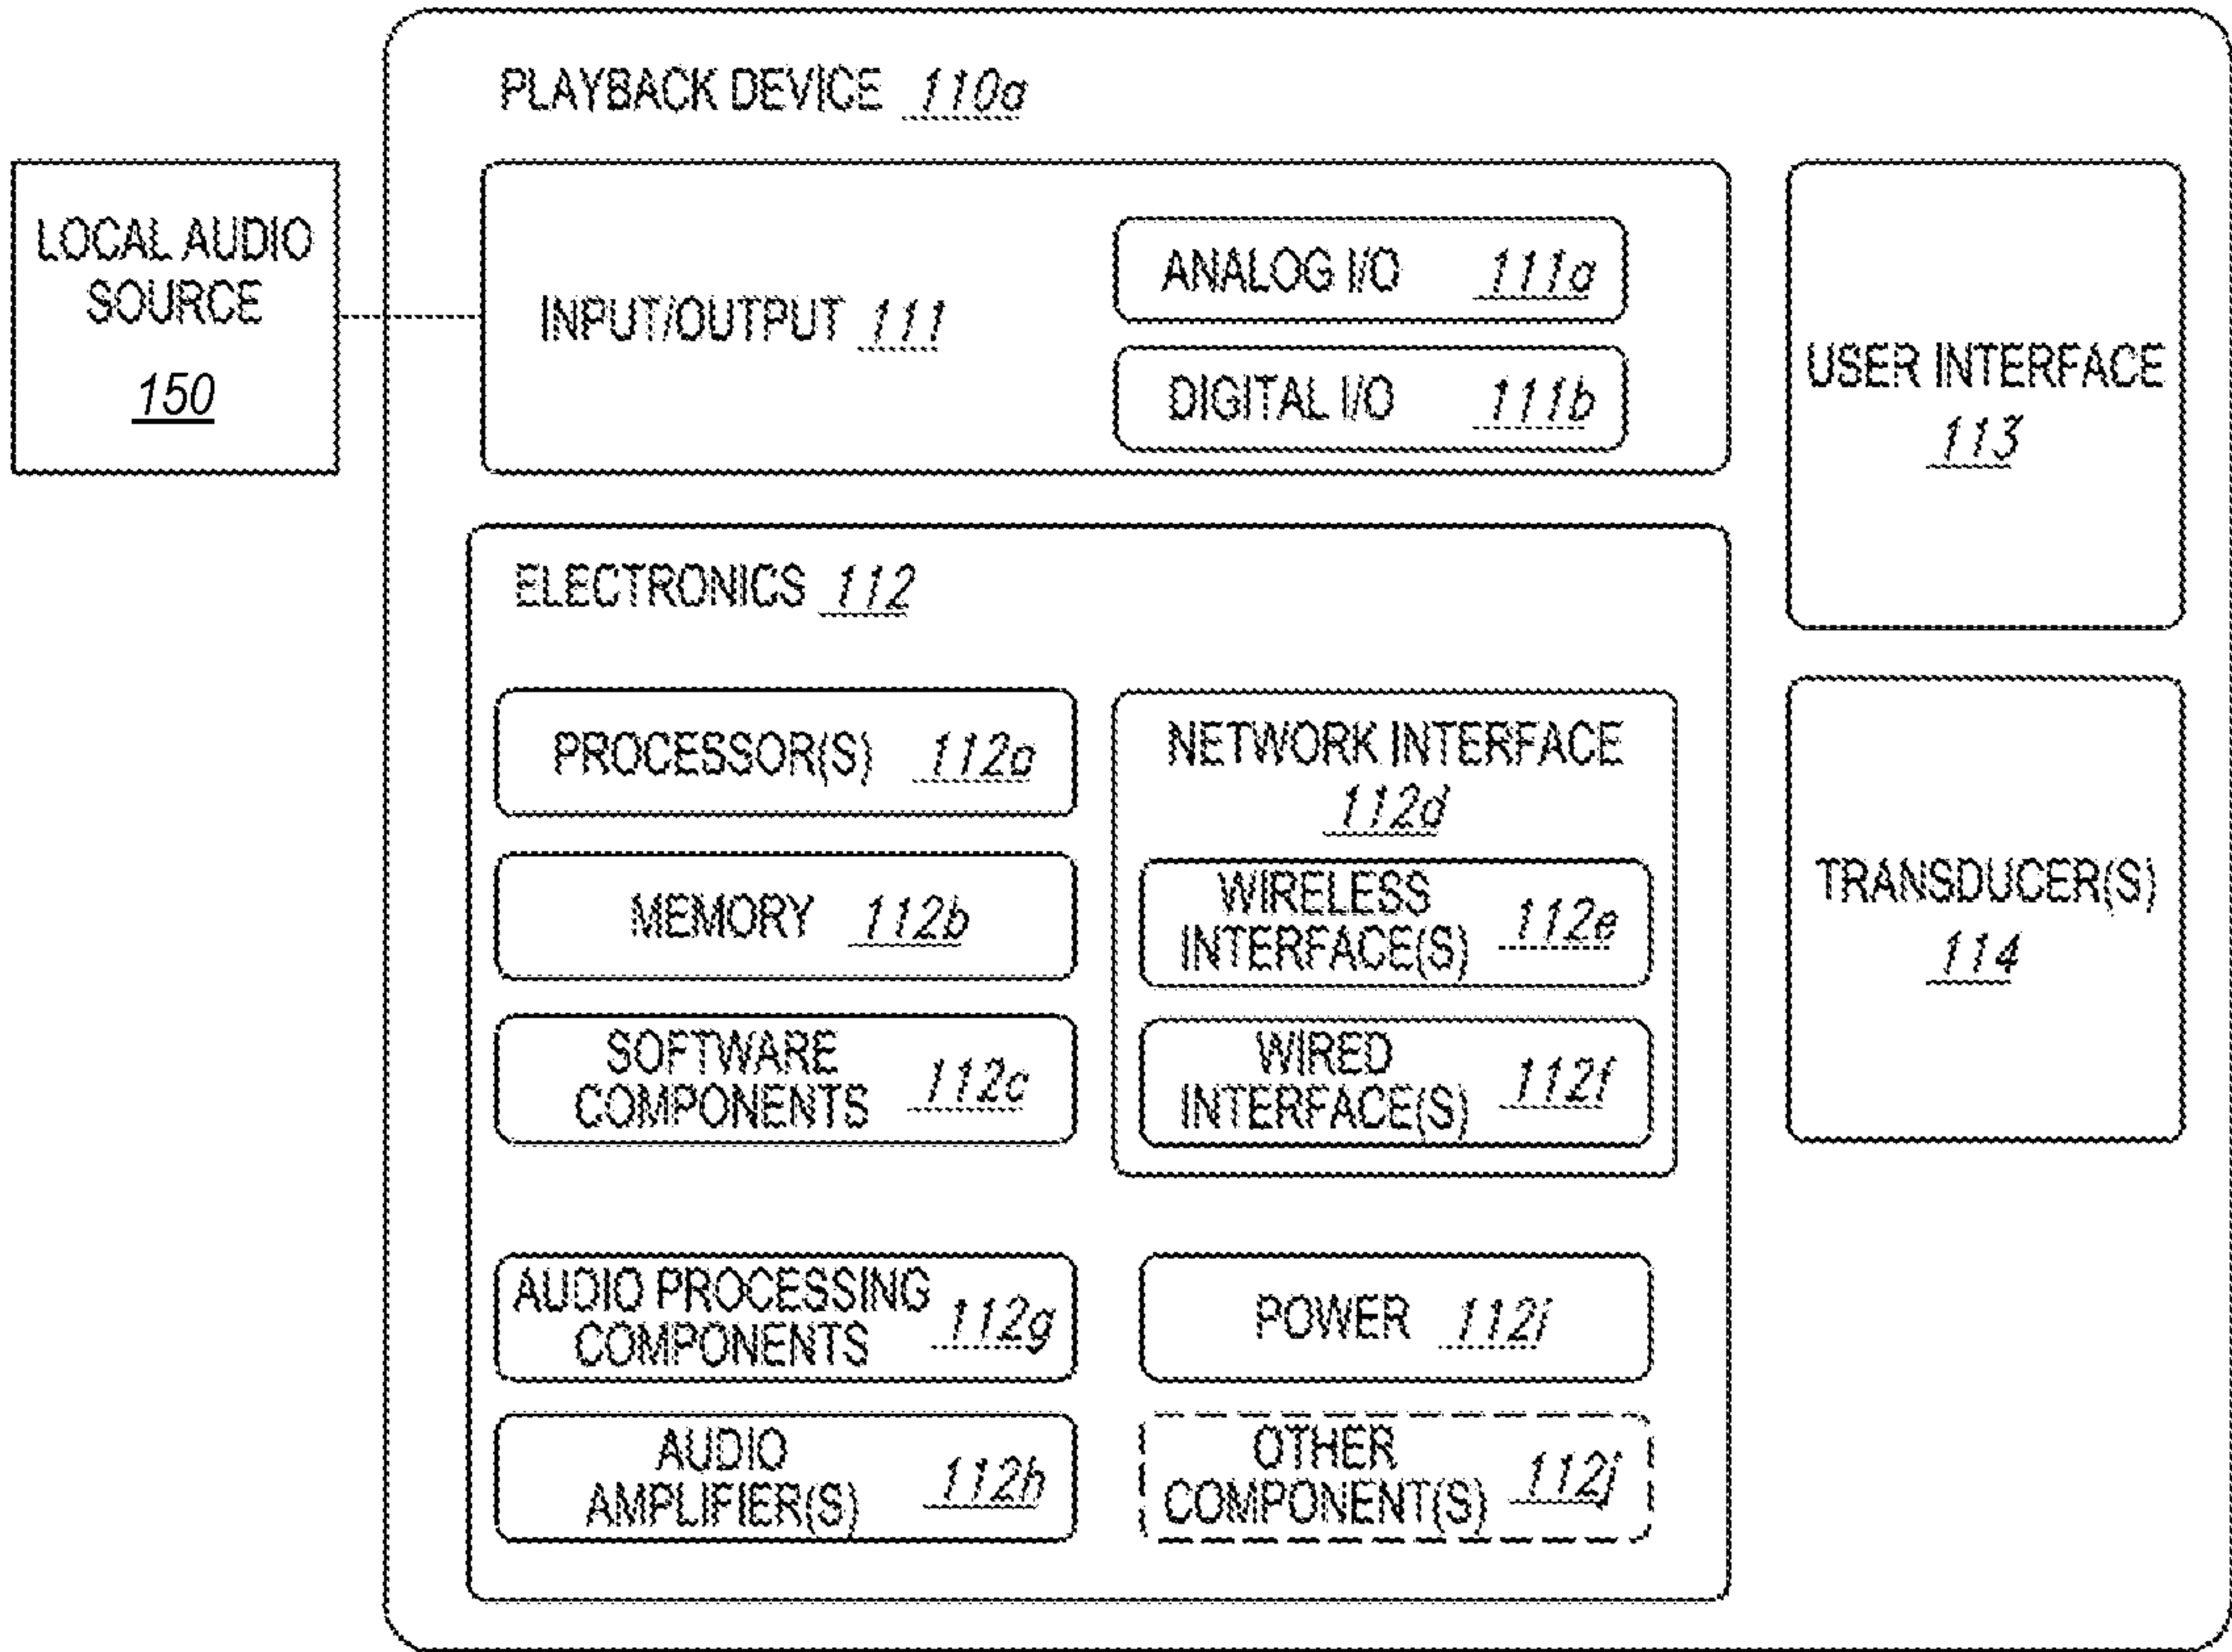 PLAYBACK DEVICE 110a
LOCAL AUDIO
SOURCE
150
INPUT/OUTPUT 111
ANALOG I/O 111a
DIGITAL I/O 111b
USER INTERFACE
113
ELECTRONICS 112
PROCESSOR(S) 112a
MEMORY 112b
SOFTWARE
COMPONENTS 112c
NETWORK INTERFACE
112d
WIRELESS
INTERFACE(S) 112e
WIRED
INTERFACE(S) 112f
TRANSDUCER(S)
114
AUDIO PROCESSING
COMPONENTS 112g
POWER 112i
AUDIO
AMPLIFIER(S) 112h
OTHER
COMPONENT(S) 112j